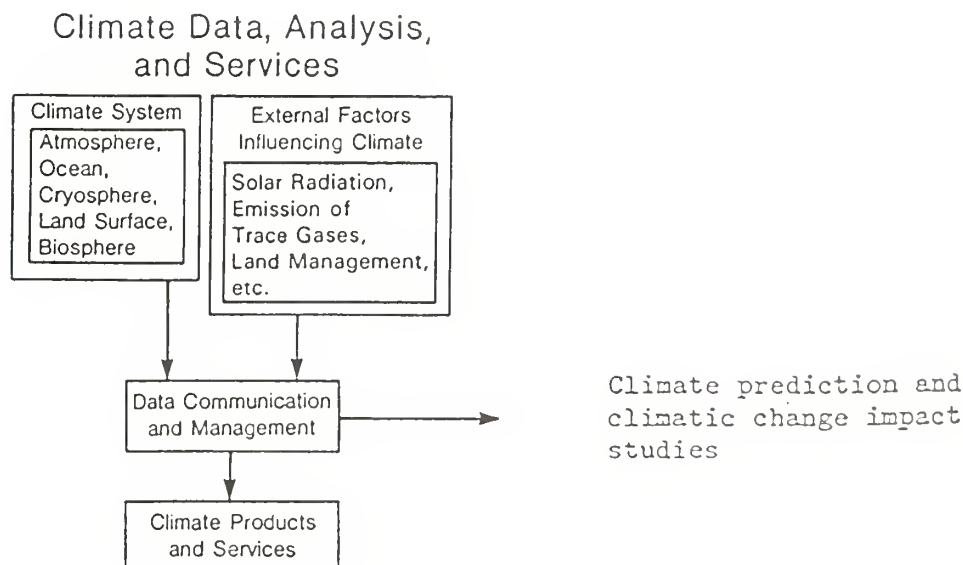 Climate Data, Analysis,
and Services
Climate System
Atmosphere,
Ocean,
Cryosphere,
Land Surface,
Biosphere
External Factors
Influencing Climate
Solar Radiation,
Emission of
Trace Gases,
Land Management,
etc.
Data Communication
and Management
Climate prediction and
climatic change impact
studies
Climate Products
and Services